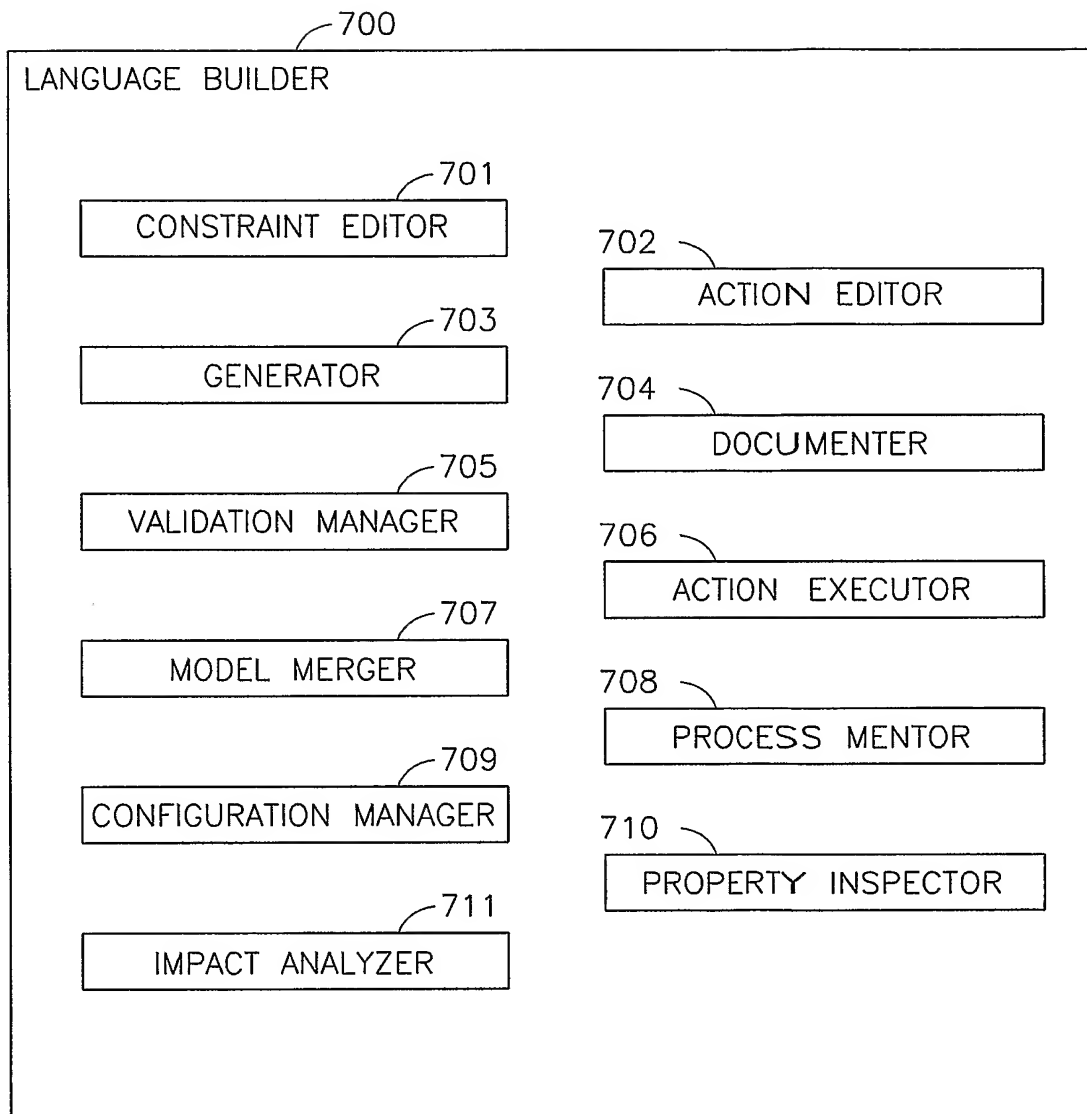 700
LANGUAGE BUILDER
701
CONSTRAINT EDITOR
702
ACTION EDITOR
703
GENERATOR
704
DOCUMENTER
705
VALIDATION MANAGER
706
ACTION EXECUTOR
707
MODEL MERGER
708
PROCESS MENTOR
709
CONFIGURATION MANAGER
710
PROPERTY INSPECTOR
711
IMPACT ANALYZER